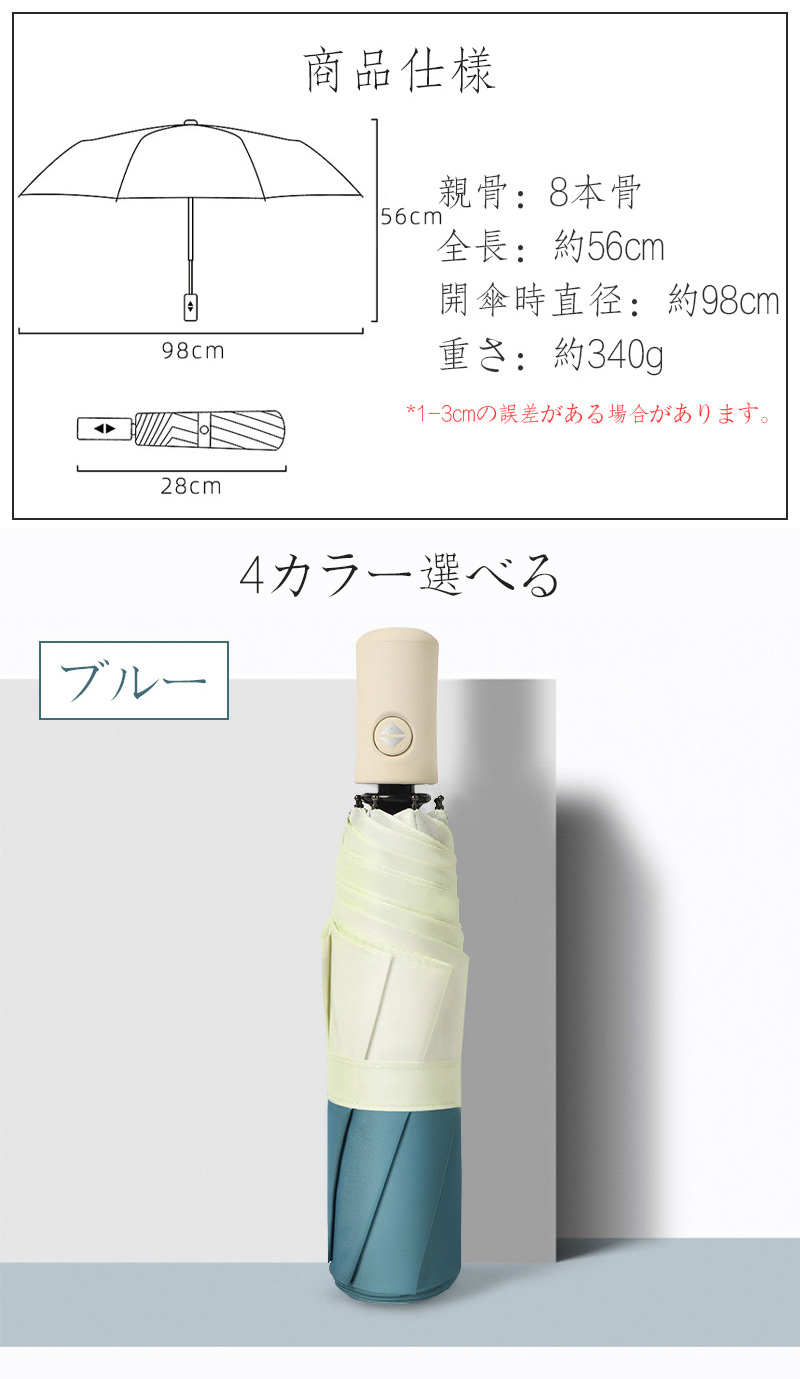 商品仕様
親骨：8本骨
56cm
全長：約56cm
開傘時直径：約98cm
98cm
重さ：約340g
*1-3cmの誤差がある場合があります。
28cm
4カラー選べる
ブルー